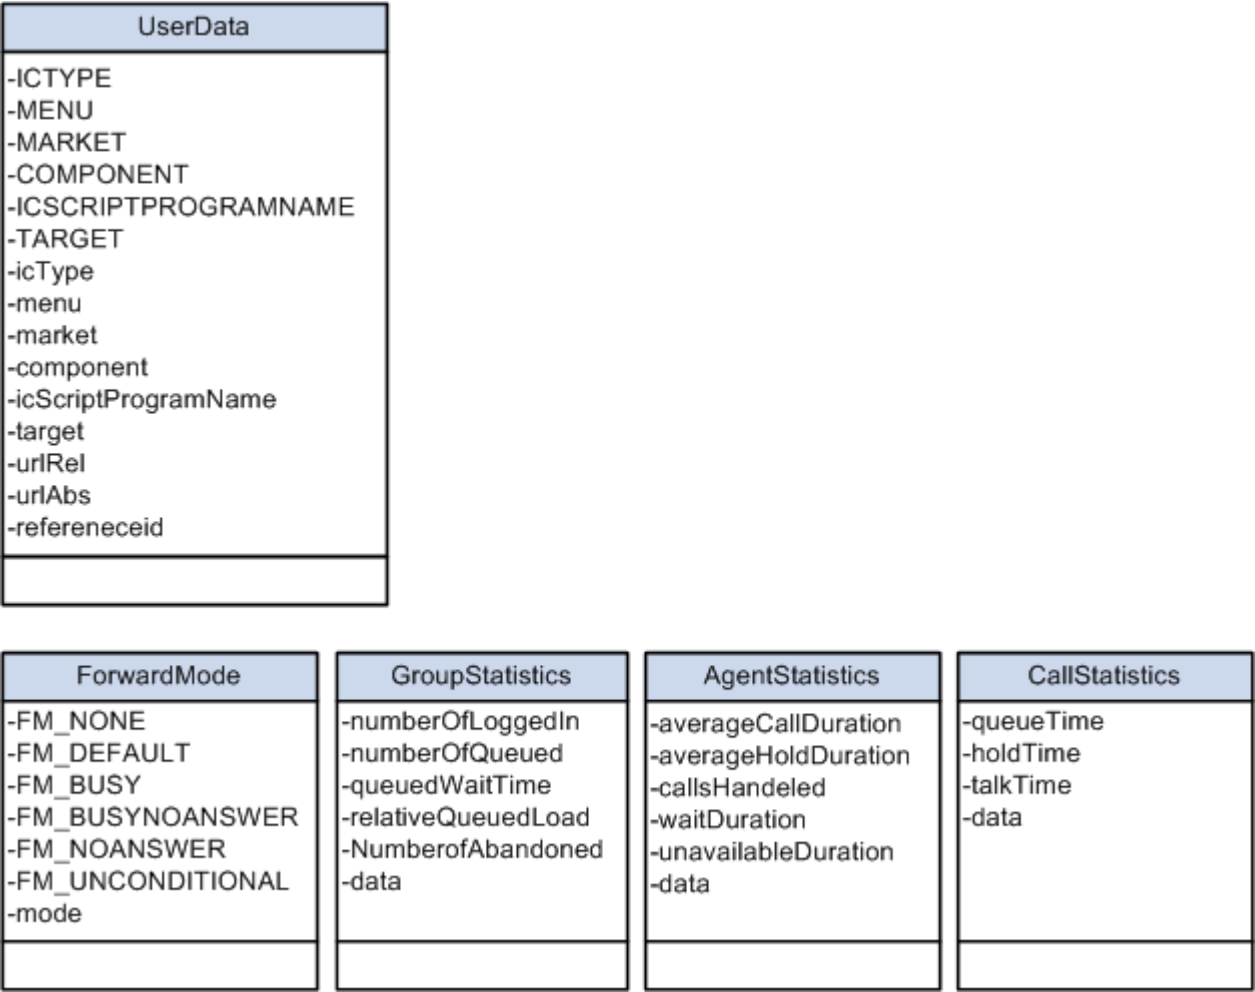 UserData
-ICTYPE
-MENU
-MARKET
-COMPONENT
-ICSCRIPTPROGRAMNAME
-TARGET
-icType
-menu
-market
-component
-icScriptProgramName
-target
-urlRel
-urlAbs
-refereneceid
ForwardMode
-FM_NONE
-FM_DEFAULT
-FM_BUSY
-FM_BUSYNOANSWER
-FM_NOANSWER
-FM_UNCONDITIONAL
-mode
GroupStatistics
-numberOfLoggedIn
-numberOfQueued
-queuedWaitTime
-relativeQueuedLoad
-NumberofAbandoned
-data
AgentStatistics
-averageCallDuration
-averageHoldDuration
-callsHandeled
-waitDuration
-unavailableDuration
-data
CallStatistics
-queueTime
-holdTime
-talkTime
-data